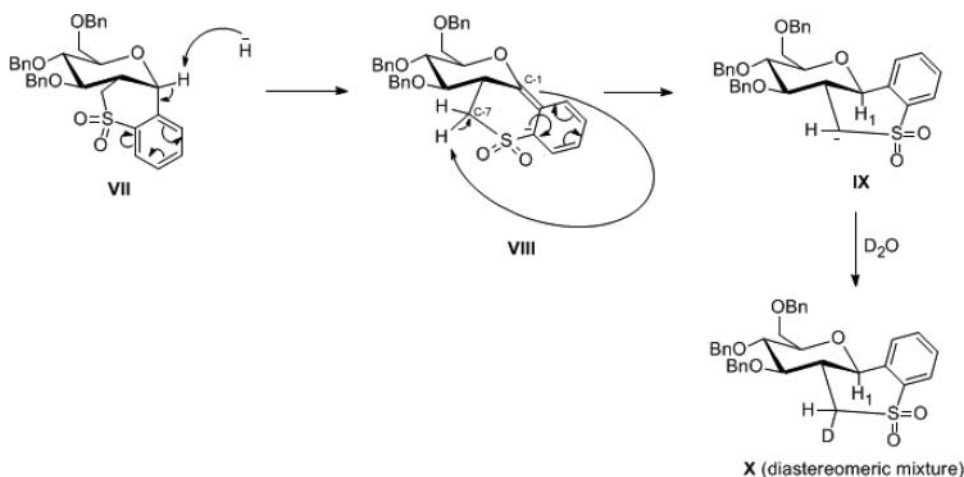 OBn
BnO
O
BnO
H
H̄
O
S
O
VII
OBn
O
C-1
BnO
BnO
H
C-7
H
S
O
O
VIII
OBn
O
BnO
BnO
H1
H
S
O
O
IX
D2O
OBn
O
BnO
BnO
H1
H
S
O
D
O
X (diastereomeric mixture)